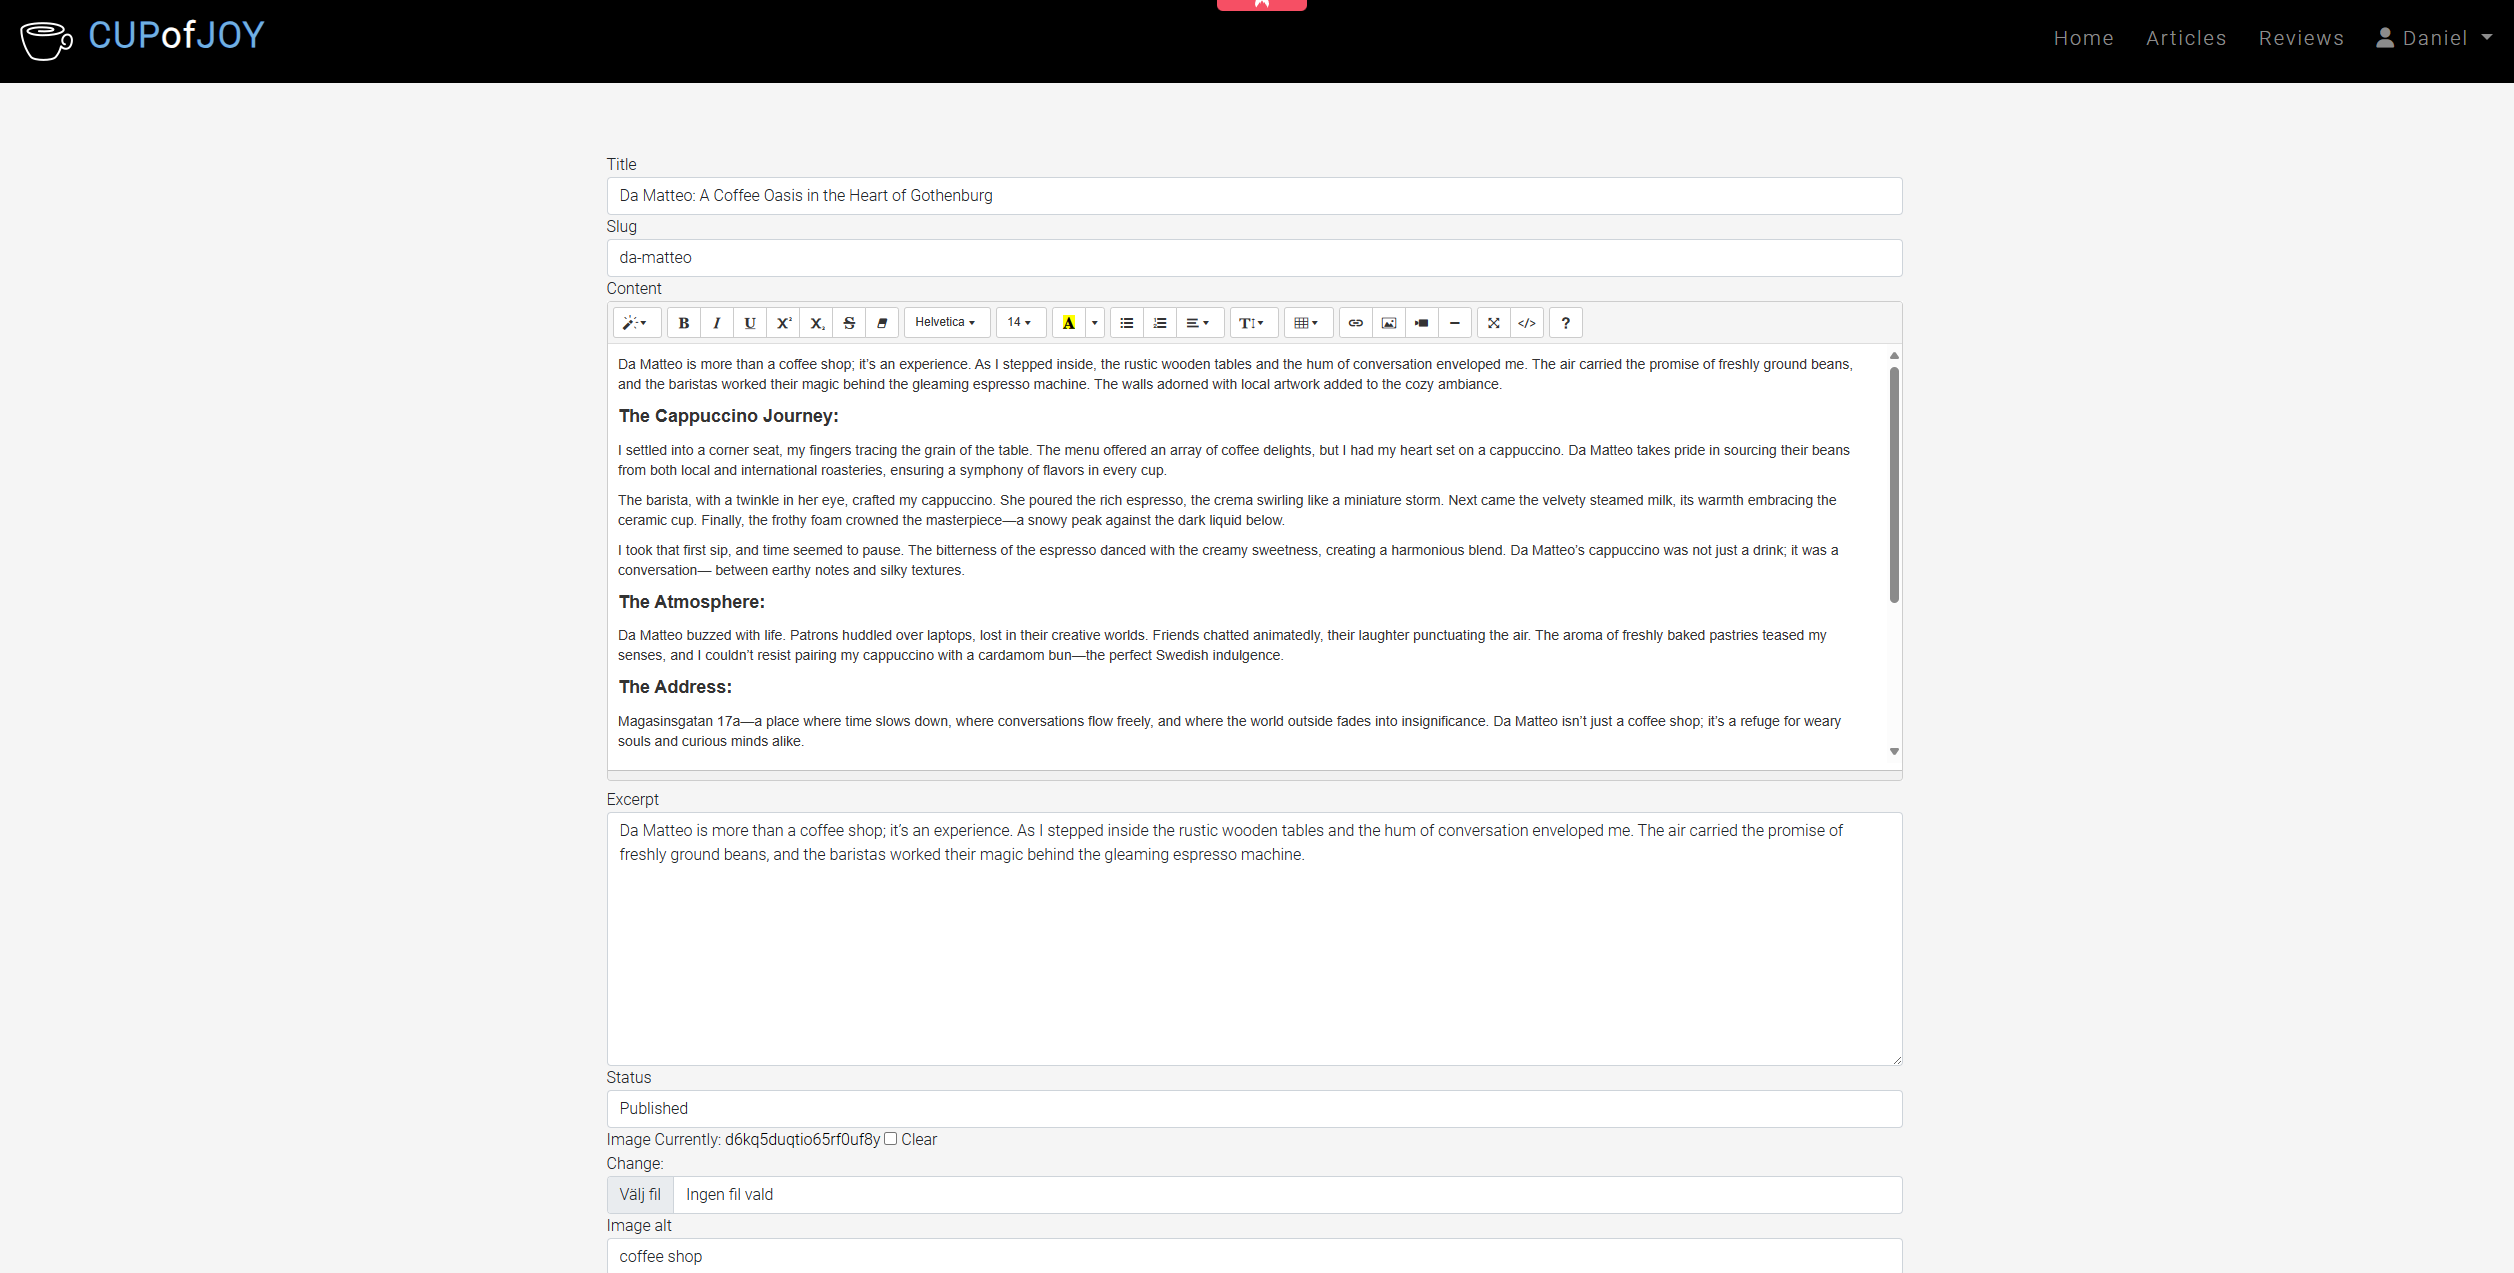 CUPofJOY
Home Articles Reviews Daniel
Title
Da Matteo: A Coffee Oasis in the Heart of Gothenburg
Slug
da-matteo
Content
B I U X² X₂ S Helvetica 14 A T </> ?
Da Matteo is more than a coffee shop; it’s an experience. As I stepped inside, the rustic wooden tables and the hum of conversation enveloped me. The air carried the promise of freshly ground beans,
and the baristas worked their magic behind the gleaming espresso machine. The walls adorned with local artwork added to the cozy ambiance.
The Cappuccino Journey:
I settled into a corner seat, my fingers tracing the grain of the table. The menu offered an array of coffee delights, but I had my heart set on a cappuccino. Da Matteo takes pride in sourcing their beans
from both local and international roasteries, ensuring a symphony of flavors in every cup.
The barista, with a twinkle in her eye, crafted my cappuccino. She poured the rich espresso, the crema swirling like a miniature storm. Next came the velvety steamed milk, its warmth embracing the
ceramic cup. Finally, the frothy foam crowned the masterpiece—a snowy peak against the dark liquid below.
I took that first sip, and time seemed to pause. The bitterness of the espresso danced with the creamy sweetness, creating a harmonious blend. Da Matteo’s cappuccino was not just a drink; it was a
conversation— between earthy notes and silky textures.
The Atmosphere:
Da Matteo buzzed with life. Patrons huddled over laptops, lost in their creative worlds. Friends chatted animatedly, their laughter punctuating the air. The aroma of freshly baked pastries teased my
senses, and I couldn’t resist pairing my cappuccino with a cardamom bun—the perfect Swedish indulgence.
The Address:
Magasinsgatan 17a—a place where time slows down, where conversations flow freely, and where the world outside fades into insignificance. Da Matteo isn’t just a coffee shop; it’s a refuge for weary
souls and curious minds alike.
Excerpt
Da Matteo is more than a coffee shop; it’s an experience. As I stepped inside the rustic wooden tables and the hum of conversation enveloped me. The air carried the promise of
freshly ground beans, and the baristas worked their magic behind the gleaming espresso machine.
Status
Published
Image Currently: d6kq5duqtio65rf0uf8y Clear
Change:
Välj fil Ingen fil vald
Image alt
coffee shop